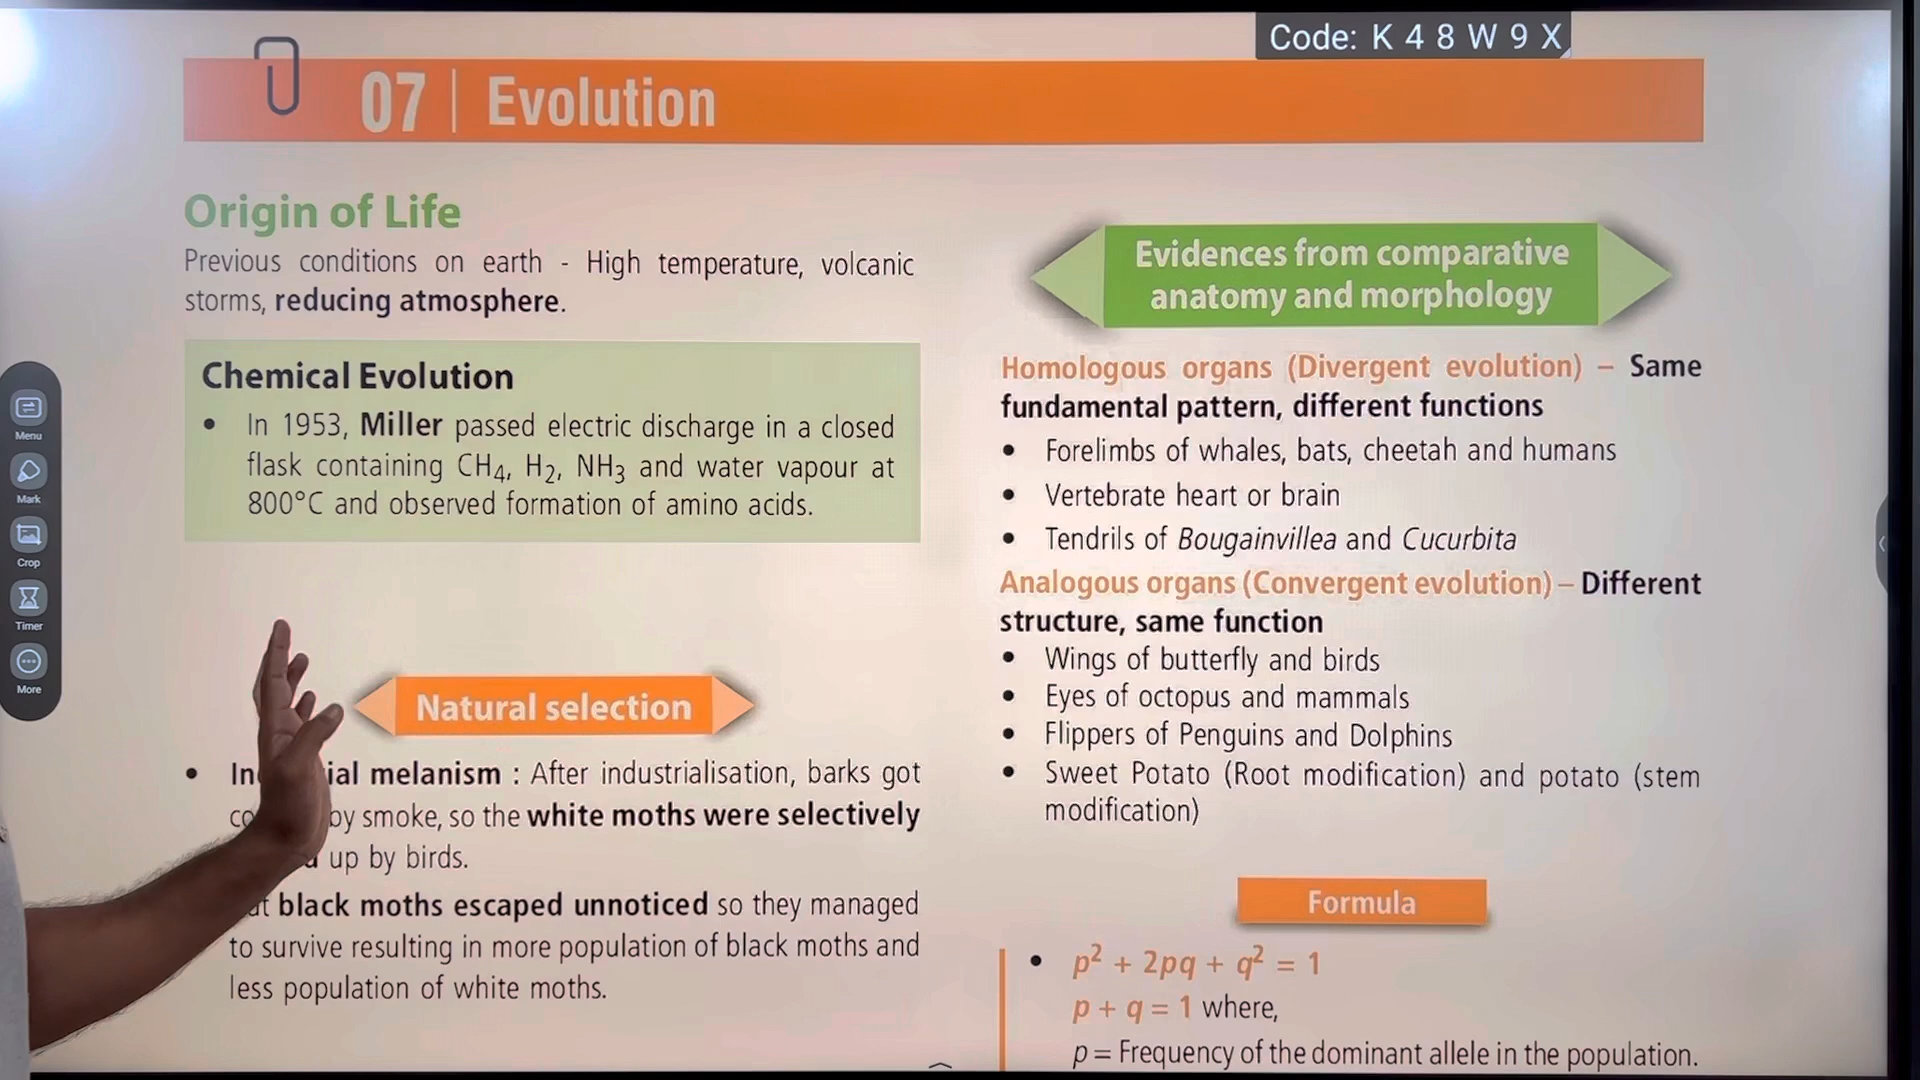 Code: K 4 8 W 9 X
07 | Evolution
Origin of Life
Previous conditions on earth - High temperature, volcanic
storms, reducing atmosphere.
Chemical Evolution
• In 1953, Miller passed electric discharge in a closed
flask containing CH₄, H₂, NH₃ and water vapour at
800°C and observed formation of amino acids.
Natural selection
• In ial melanism : After industrialisation, barks got
co by smoke, so the white moths were selectively
up by birds.
black moths escaped unnoticed so they managed
to survive resulting in more population of black moths and
less population of white moths.
Evidences from comparative
anatomy and morphology
Homologous organs (Divergent evolution) – Same
fundamental pattern, different functions
• Forelimbs of whales, bats, cheetah and humans
• Vertebrate heart or brain
• Tendrils of Bougainvillea and Cucurbita
Analogous organs (Convergent evolution) – Different
structure, same function
• Wings of butterfly and birds
• Eyes of octopus and mammals
• Flippers of Penguins and Dolphins
• Sweet Potato (Root modification) and potato (stem
modification)
Formula
• p² + 2pq + q² = 1
p + q = 1 where,
p = Frequency of the dominant allele in the population.
Menu
Mark
Crop
Timer
More